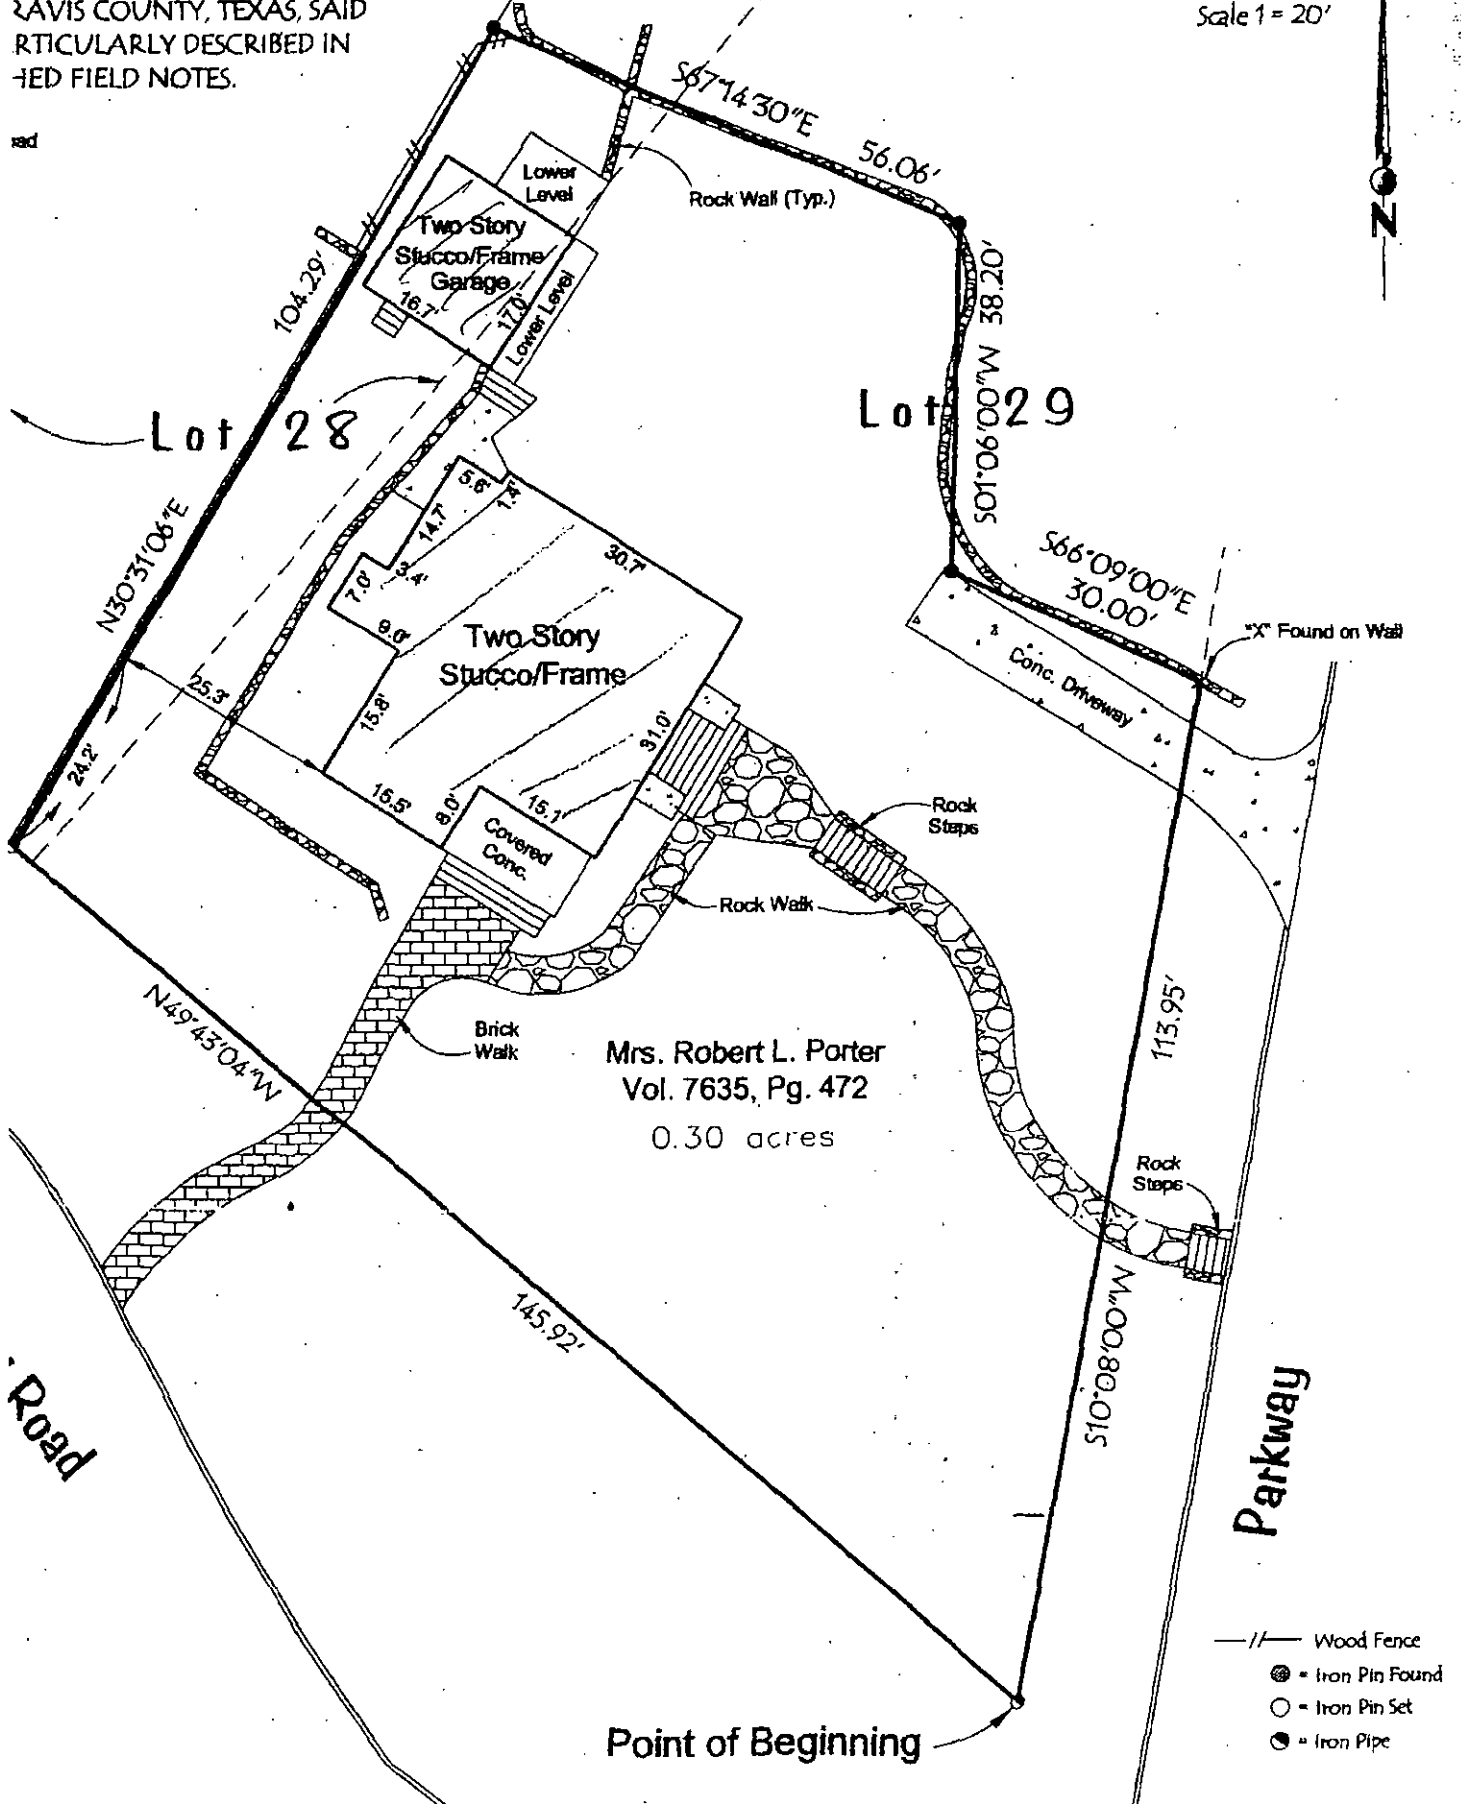 RAVIS COUNTY, TEXAS, SAID
RTICULARLY DESCRIBED IN
HED FIELD NOTES.
Scale 1 = 20'
N
S67°14'30"E
56.06'
Lower
Level
Rock Wall (Typ.)
Two Story
Stucco/Frame
Garage
16.7'
17.0'
Lower Level
104.29'
S01°06'00"W 38.20'
Lot 28
Lot 29
5.6'
1.4'
14.7'
30.7'
3.4'
7.0'
9.0'
N30°31'06"E
S66°09'00"E
30.00'
"X" Found on Wall
Two Story
Stucco/Frame
Conc. Driveway
25.3'
15.8'
31.0'
24.2'
16.5'
8.0'
15.1'
Covered
Conc.
Rock
Steps
Rock Walk
N49°43'04"W
Brick
Walk
113.95'
Mrs. Robert L. Porter
Vol. 7635, Pg. 472
0.30 acres
Rock
Steps
145.92'
S10°08'00"W
Road
Parkway
Wood Fence
= Iron Pin Found
= Iron Pin Set
= Iron Pipe
Point of Beginning